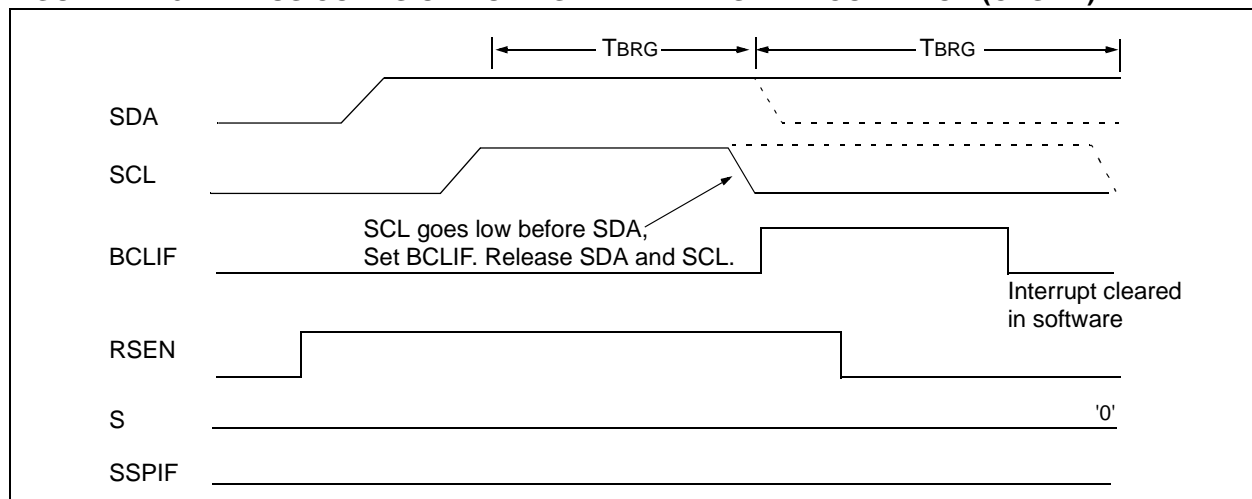 TBRG TBRG
SDA
SCL
SCL goes low before SDA,
Set BCLIF. Release SDA and SCL.
BCLIF
Interrupt cleared
in software
RSEN
S '0'
SSPIF